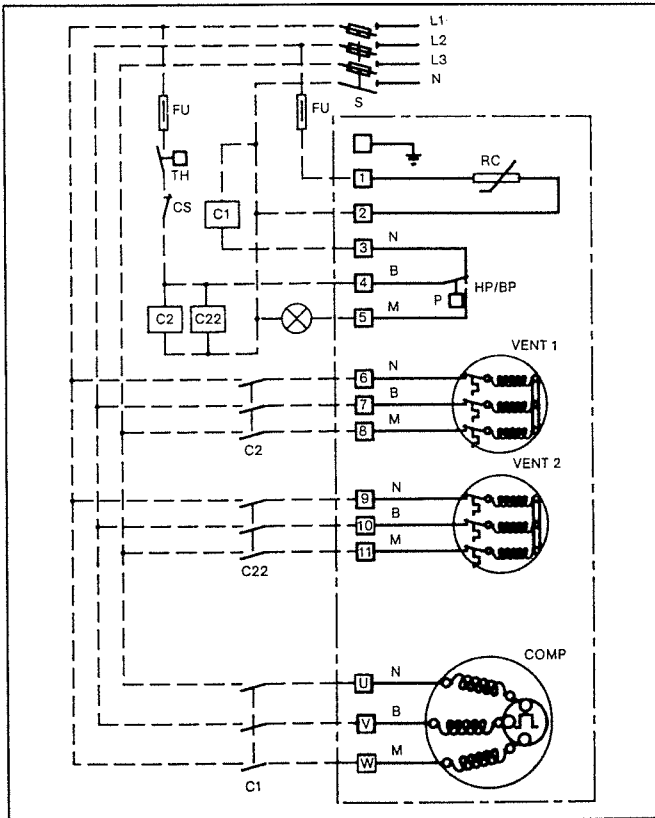 L1
L2
L3
N
S
FU
FU
TH
CS
C1
1
RC
2
3 N
4 B
HP/BP
P
5 M
C2 C22
VENT 1
6 N
7 B
8 M
C2
VENT 2
9 N
10 B
11 M
C22
COMP
U N
V B
W M
C1